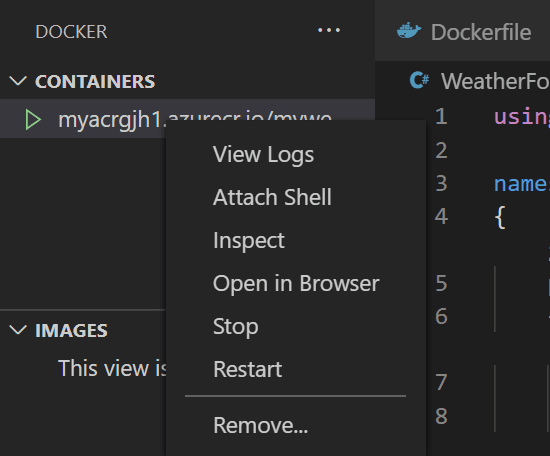 DOCKER
...
Dockerfile
CONTAINERS
WeatherFo
myacrgjh1.azurecr.io/mywe
1 using
2
3 names
4 {
5
6
7
8
View Logs
Attach Shell
Inspect
Open in Browser
Stop
Restart
Remove...
IMAGES
This view is